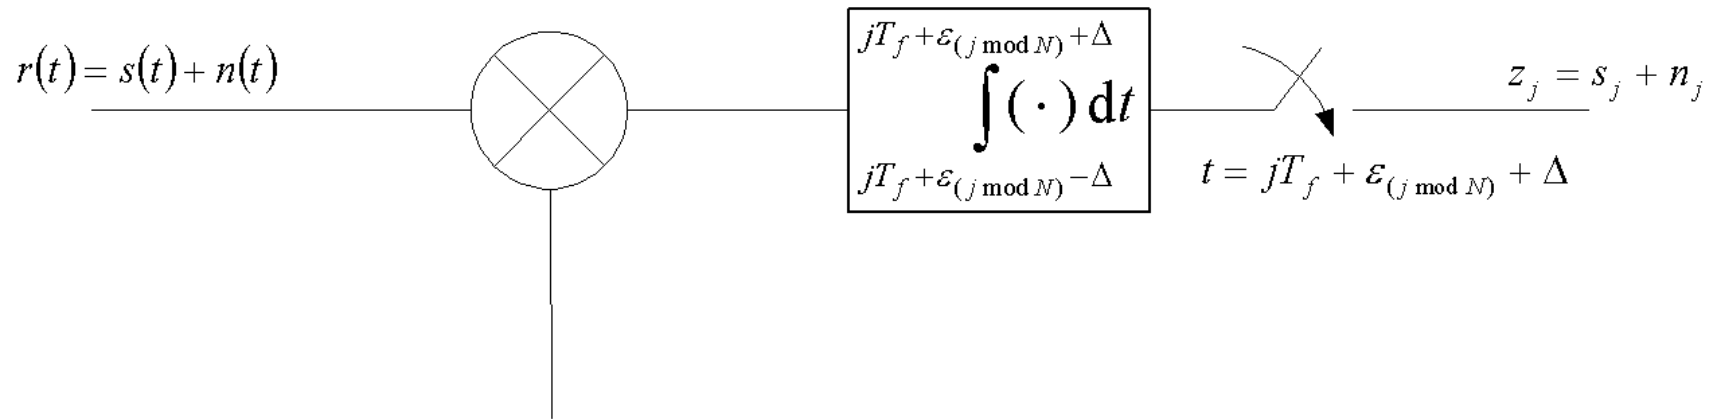 r(t) = s(t) + n(t)
jT_f + ε_(j mod N) + Δ
∫(·) dt
jT_f + ε_(j mod N) − Δ
z_j = s_j + n_j
t = jT_f + ε_(j mod N) + Δ